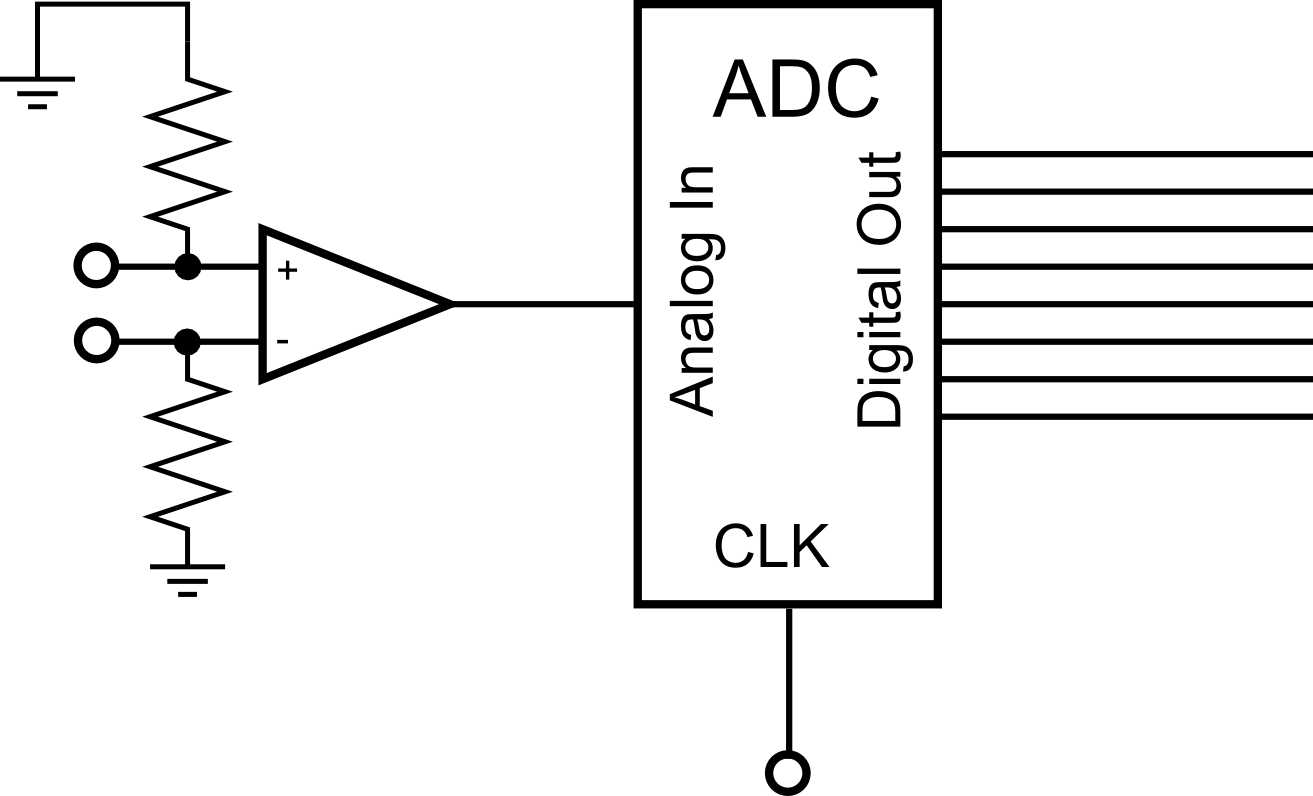 ADC
Analog In
Digital Out
+
-
CLK